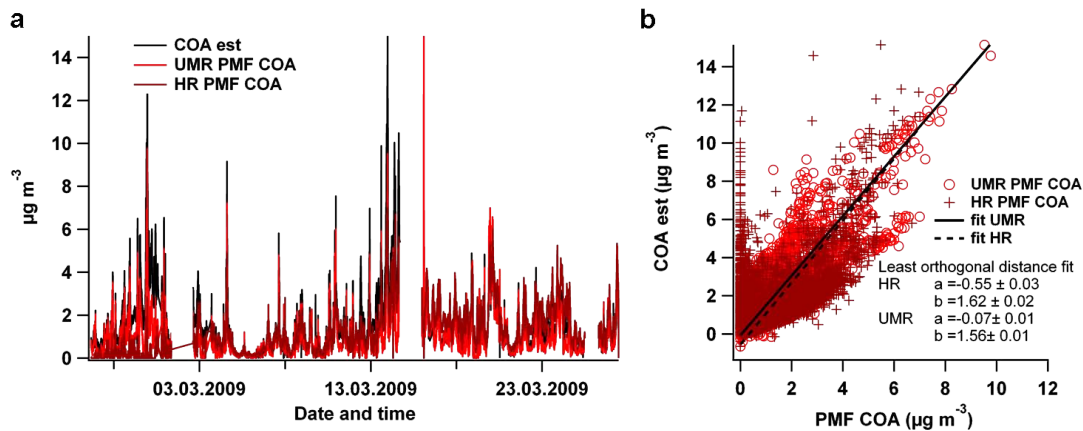 a
µg m⁻³
14
12
10
8
6
4
2
0
COA est
UMR PMF COA
HR PMF COA
03.03.2009
13.03.2009
23.03.2009
Date and time
b
COA est (µg m⁻³)
14
12
10
8
6
4
2
0
UMR PMF COA
HR PMF COA
fit UMR
fit HR
Least orthogonal distance fit
HR a =-0.55 ± 0.03
b =1.62 ± 0.02
UMR a =-0.07± 0.01
b =1.56± 0.01
0 2 4 6 8 10 12
PMF COA (µg m⁻³)